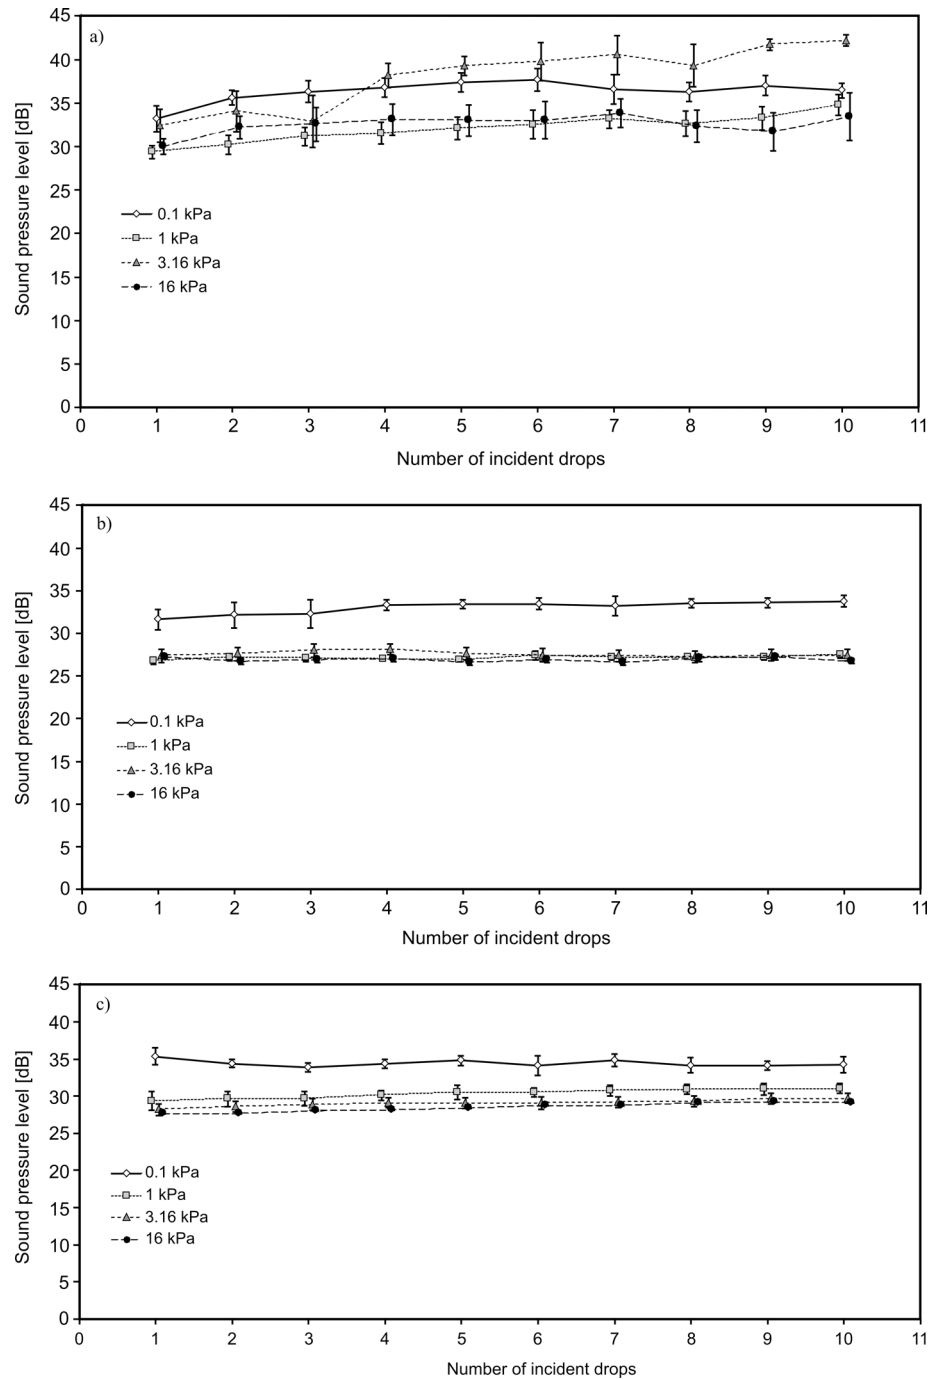 a)
Sound pressure level [dB]
45
40
35
30
25
20
15
10
5
0
0.1 kPa
1 kPa
3.16 kPa
16 kPa
0 1 2 3 4 5 6 7 8 9 10 11
Number of incident drops
b)
Sound pressure level [dB]
45
40
35
30
25
20
15
10
5
0
0.1 kPa
1 kPa
3.16 kPa
16 kPa
0 1 2 3 4 5 6 7 8 9 10 11
Number of incident drops
c)
Sound pressure level [dB]
45
40
35
30
25
20
15
10
5
0
0.1 kPa
1 kPa
3.16 kPa
16 kPa
0 1 2 3 4 5 6 7 8 9 10 11
Number of incident drops